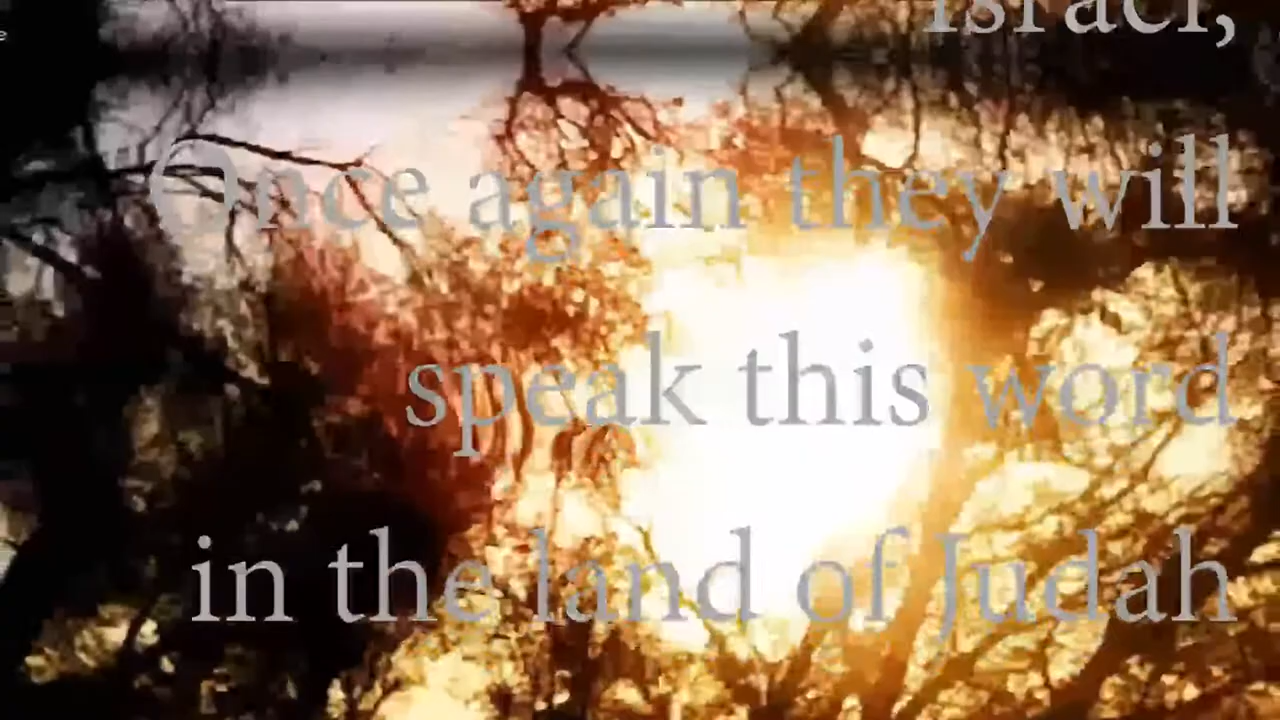 Israel,
"Once again they will
speak this word
in the land of Judah